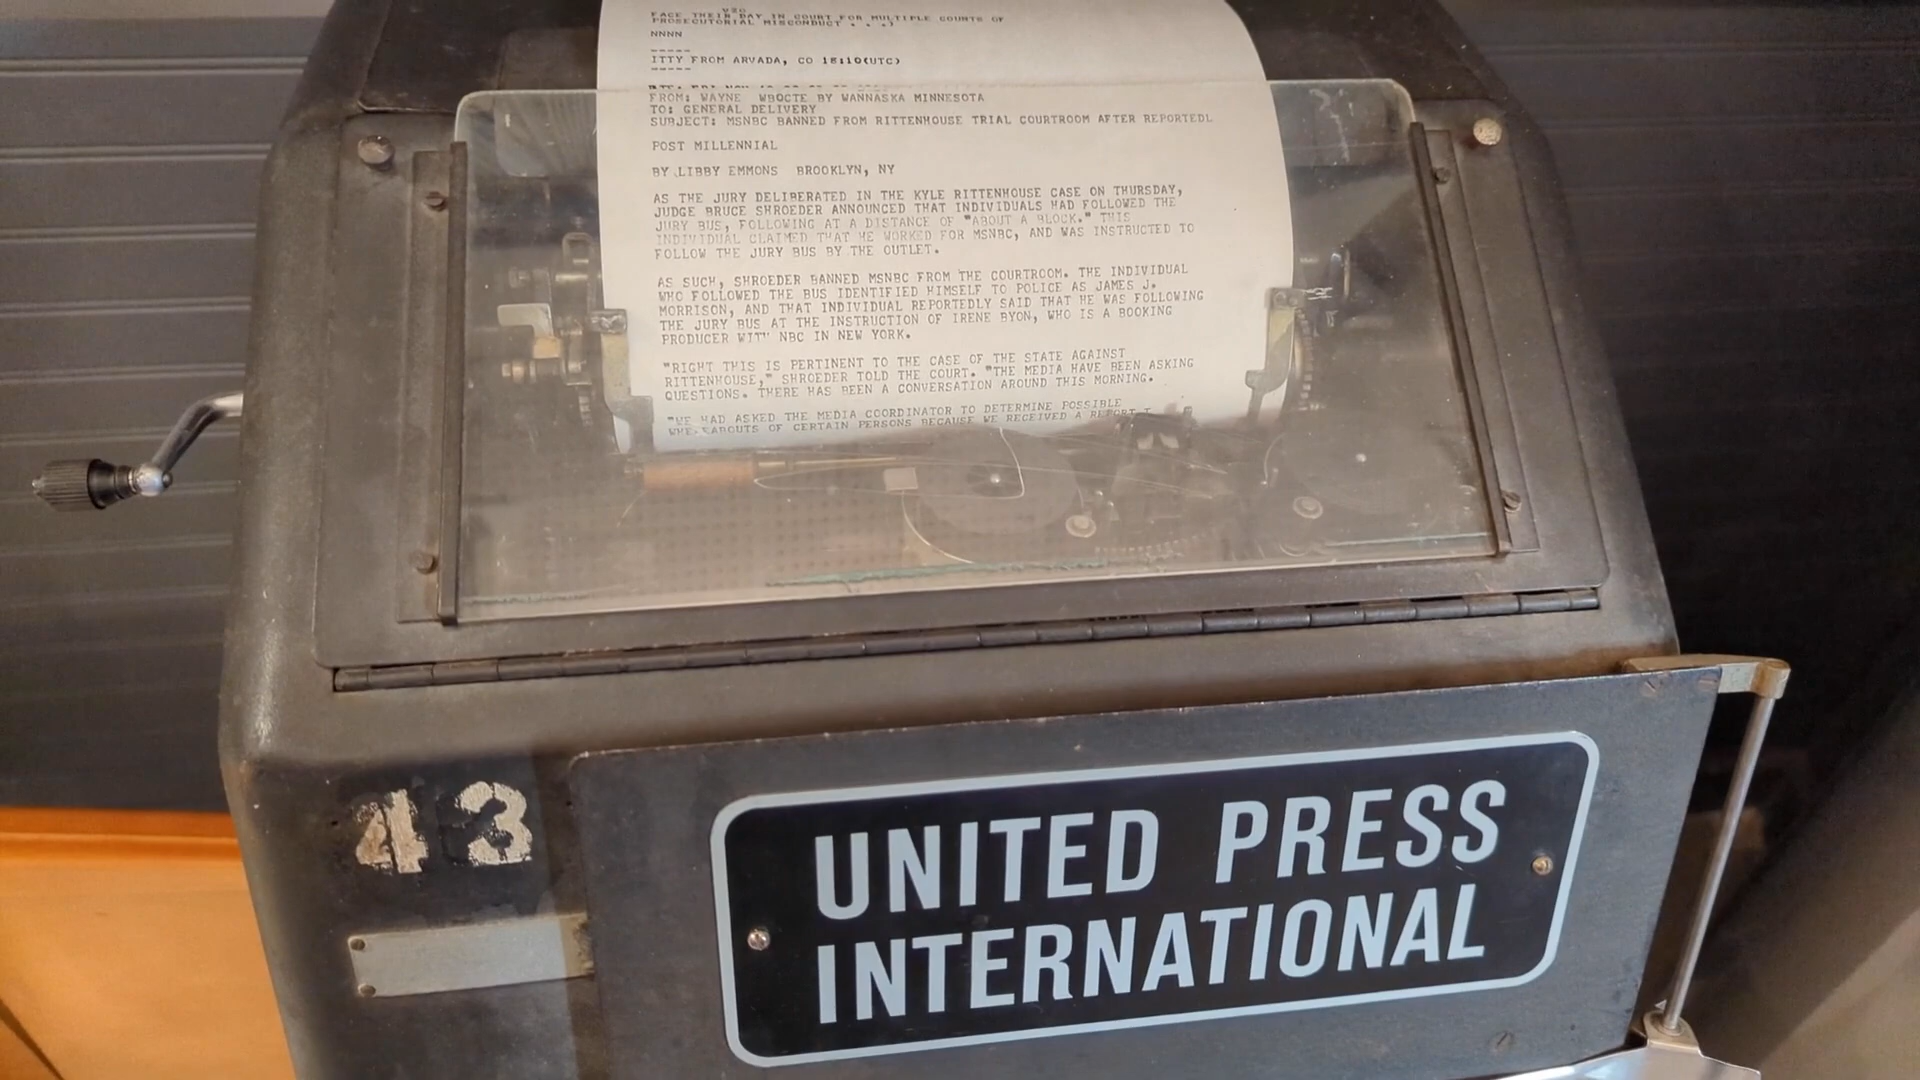 FACE THEIR DAY IN COURT FOR MULTIPLE COUNTS OF
PROSECUTORIAL MISCONDUCT . . .)
NNNN
-----
ITTY FROM ARVADA, CO 18:10(UTC)
-----
FROM: WAYNE WB0CTE BY WANNASKA MINNESOTA
TO: GENERAL DELIVERY
SUBJECT: MSNBC BANNED FROM RITTENHOUSE TRIAL COURTROOM AFTER REPORTEDL
POST MILLENNIAL
BY LIBBY EMMONS BROOKLYN, NY
AS THE JURY DELIBERATED IN THE KYLE RITTENHOUSE CASE ON THURSDAY,
JUDGE BRUCE SHROEDER ANNOUNCED THAT INDIVIDUALS HAD FOLLOWED THE
JURY BUS, FOLLOWING AT A DISTANCE OF "ABOUT A BLOCK." THIS
INDIVIDUAL CLAIMED THAT HE WORKED FOR MSNBC, AND WAS INSTRUCTED TO
FOLLOW THE JURY BUS BY THE OUTLET.
AS SUCH, SHROEDER BANNED MSNBC FROM THE COURTROOM. THE INDIVIDUAL
WHO FOLLOWED THE BUS IDENTIFIED HIMSELF TO POLICE AS JAMES J.
MORRISON, AND THAT INDIVIDUAL REPORTEDLY SAID THAT HE WAS FOLLOWING
THE JURY BUS AT THE INSTRUCTION OF IRENE BYON, WHO IS A BOOKING
PRODUCER WITH NBC IN NEW YORK.
"RIGHT THIS IS PERTINENT TO THE CASE OF THE STATE AGAINST
RITTENHOUSE," SHROEDER TOLD THE COURT. "THE MEDIA HAVE BEEN ASKING
QUESTIONS. THERE HAS BEEN A CONVERSATION AROUND THIS MORNING.
"WE HAD ASKED THE MEDIA COORDINATOR TO DETERMINE POSSIBLE
WHEREABOUTS OF CERTAIN PERSONS BECAUSE WE RECEIVED A REPORT
43
UNITED PRESS
INTERNATIONAL